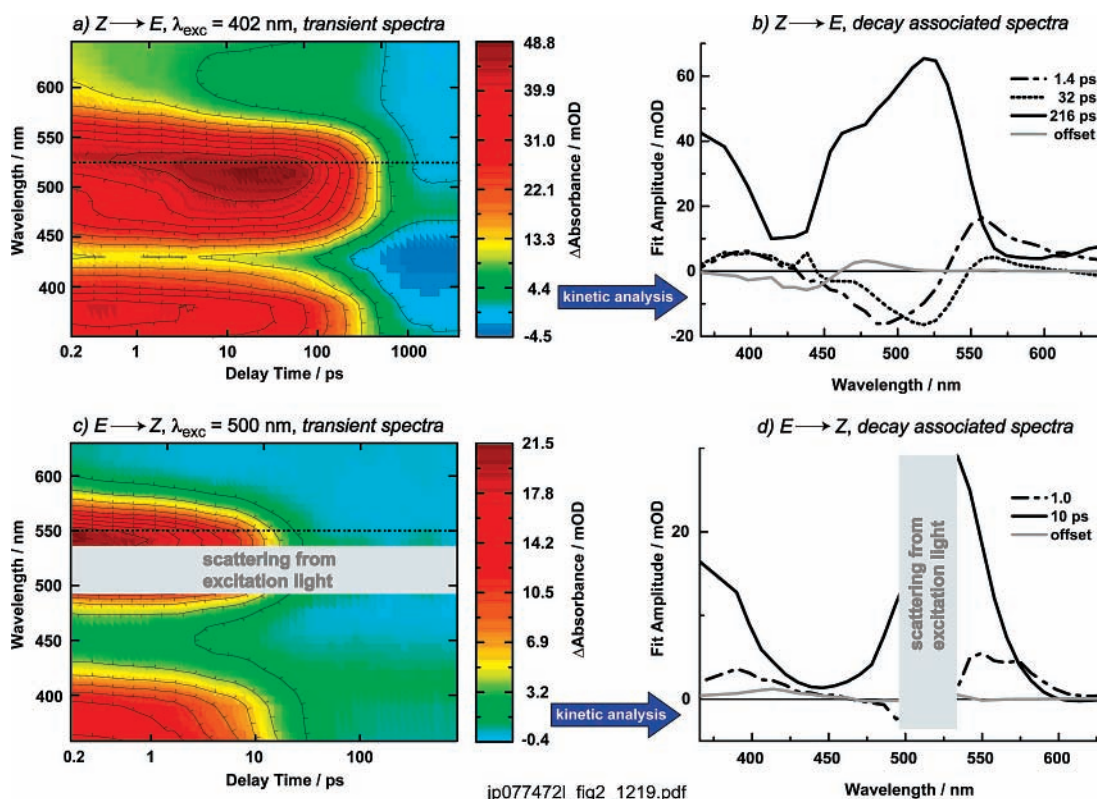 a) Z → E, λexc = 402 nm, transient spectra
600
550
500
450
400
Wavelength / nm
0.2
1
10
100
1000
Delay Time / ps
48.8
39.9
31.0
22.1
13.3
4.4
-4.5
ΔAbsorbance / mOD
kinetic analysis
b) Z → E, decay associated spectra
60
40
20
0
-20
Fit Amplitude / mOD
1.4 ps
32 ps
216 ps
offset
400
450
500
550
600
Wavelength / nm
c) E → Z, λexc = 500 nm, transient spectra
600
550
500
450
400
Wavelength / nm
scattering from
excitation light
0.2
1
10
100
Delay Time / ps
21.5
17.8
14.2
10.5
6.9
3.2
-0.4
ΔAbsorbance / mOD
kinetic analysis
d) E → Z, decay associated spectra
20
0
Fit Amplitude / mOD
scattering from
excitation light
1.0
10 ps
offset
400
450
500
550
600
Wavelength / nm
jp077472l_fig2_1219.pdf